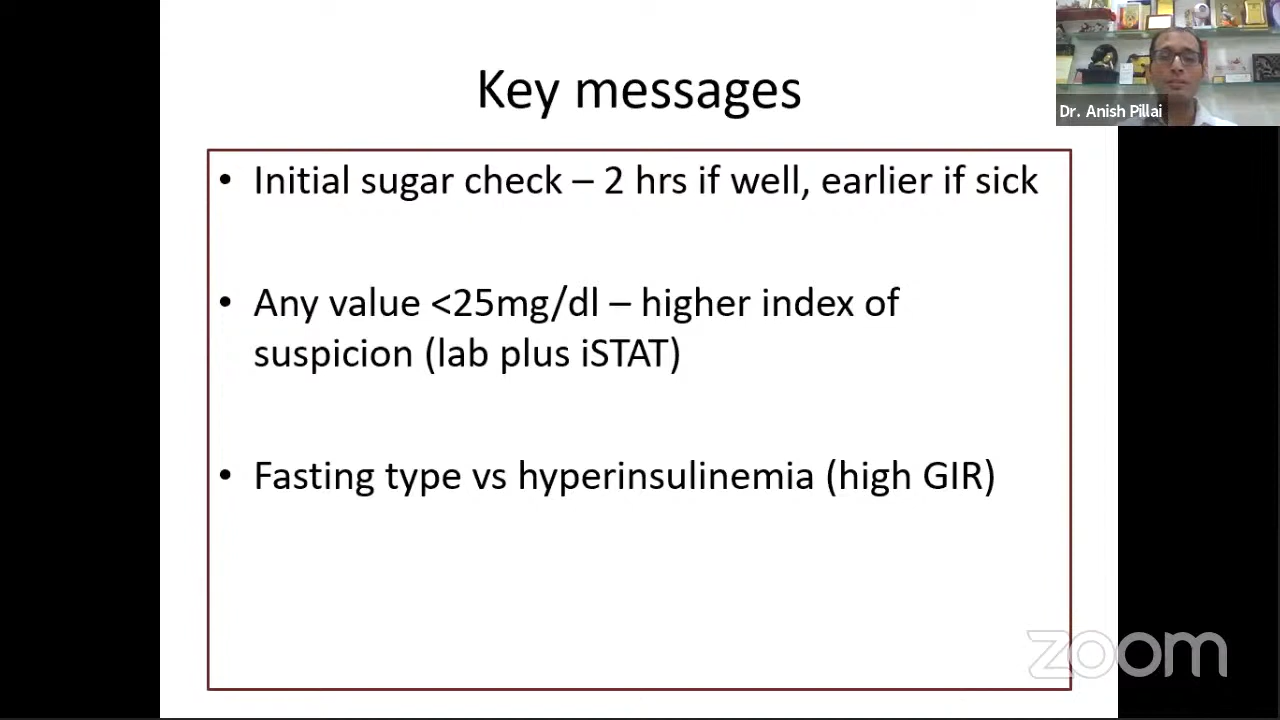 Key messages
Dr. Anish Pillai
• Initial sugar check – 2 hrs if well, earlier if sick
• Any value <25mg/dl – higher index of
suspicion (lab plus iSTAT)
• Fasting type vs hyperinsulinemia (high GIR)
zoom